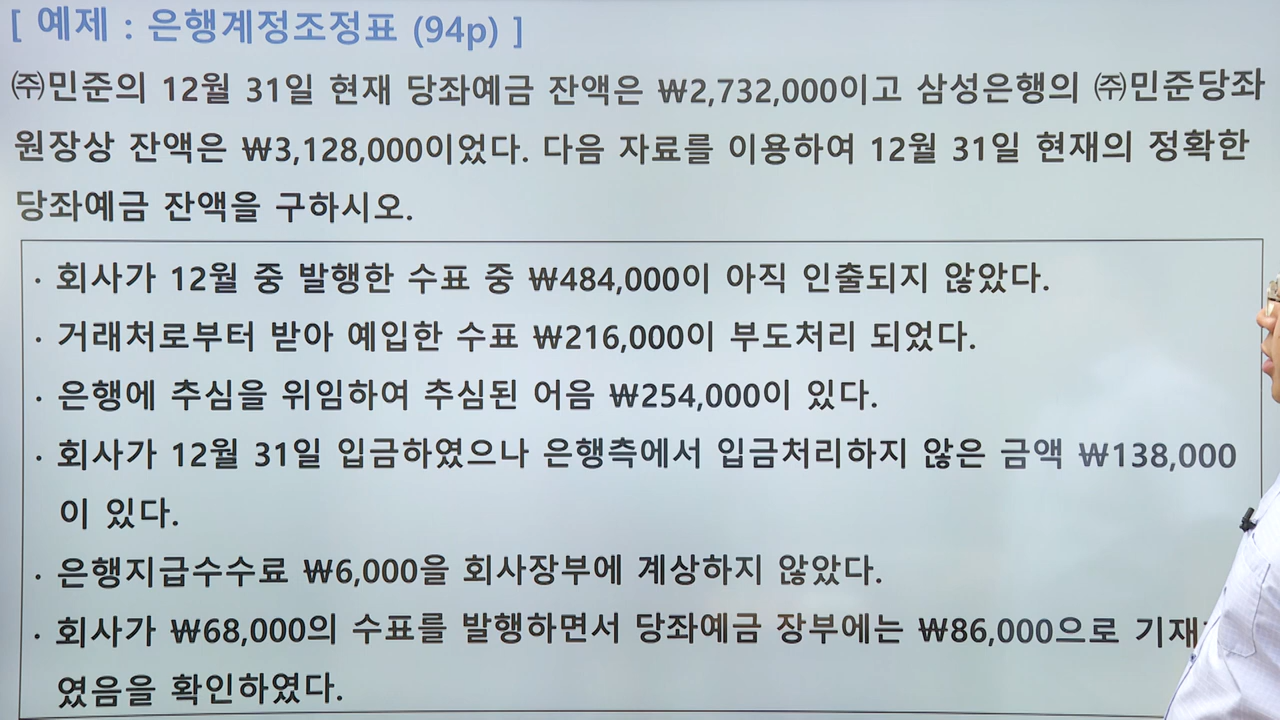 [ 예제 : 은행계정조정표 (94p) ]
㈜민준의 12월 31일 현재 당좌예금 잔액은 ₩2,732,000이고 삼성은행의 ㈜민준당좌
원장상 잔액은 ₩3,128,000이었다. 다음 자료를 이용하여 12월 31일 현재의 정확한
당좌예금 잔액을 구하시오.
· 회사가 12월 중 발행한 수표 중 ₩484,000이 아직 인출되지 않았다.
· 거래처로부터 받아 예입한 수표 ₩216,000이 부도처리 되었다.
· 은행에 추심을 위임하여 추심된 어음 ₩254,000이 있다.
· 회사가 12월 31일 입금하였으나 은행측에서 입금처리하지 않은 금액 ₩138,000
이 있다.
· 은행지급수수료 ₩6,000을 회사장부에 계상하지 않았다.
· 회사가 ₩68,000의 수표를 발행하면서 당좌예금 장부에는 ₩86,000으로 기재
였음을 확인하였다.